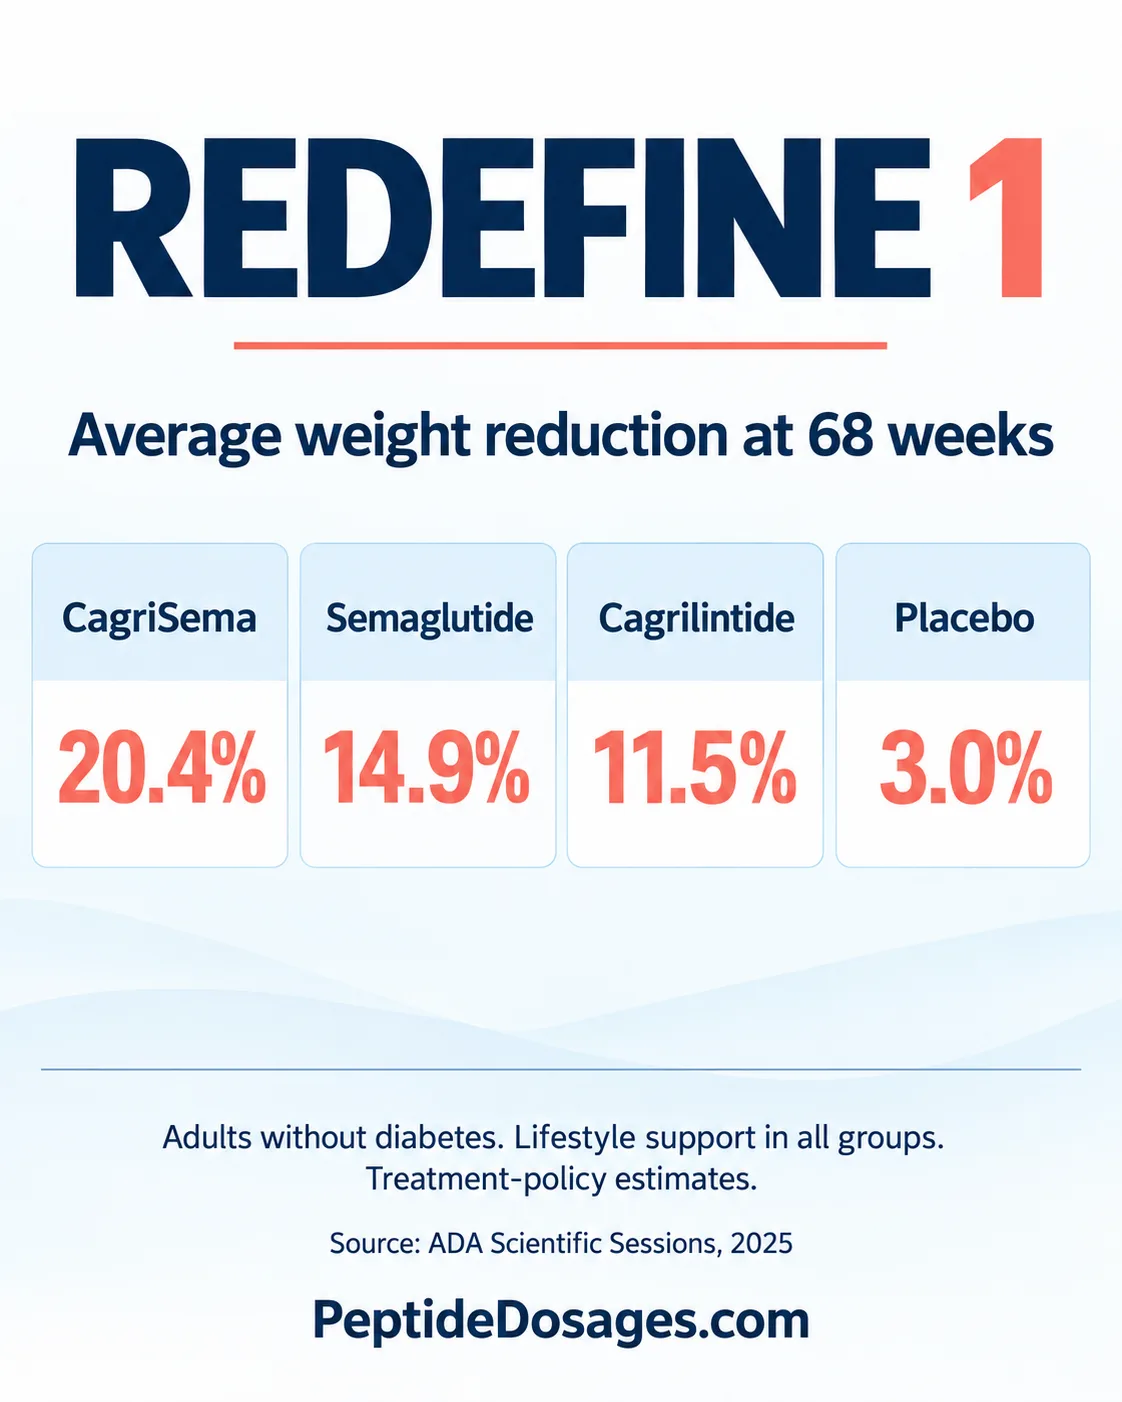 REDEFINE 1
Average weight reduction at 68 weeks
CagriSema
20.4%
Semaglutide
14.9%
Cagrilintide
11.5%
Placebo
3.0%
Adults without diabetes. Lifestyle support in all groups.
Treatment-policy estimates.
Source: ADA Scientific Sessions, 2025
PeptideDosages.com